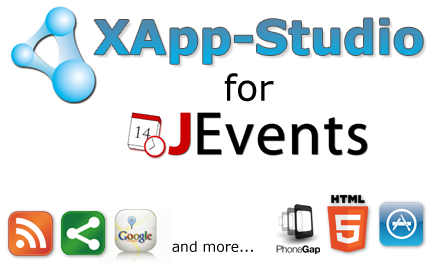 XApp-Studio
for
14
JEvents
Google
and more...
PhoneGap
HTML
5